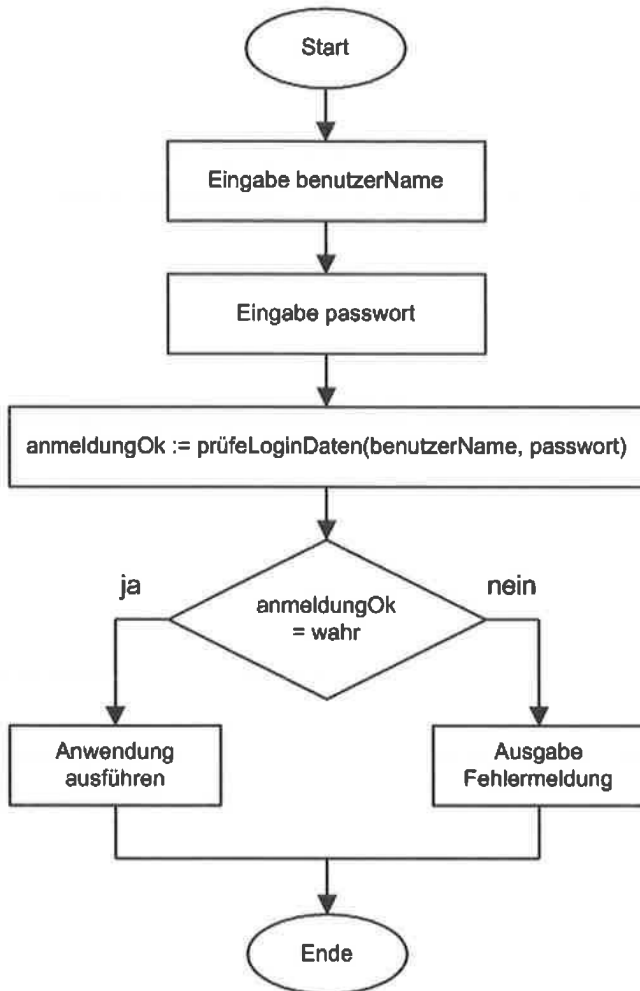 Start
Eingabe benutzerName
Eingabe passwort
anmeldungOk := prüfeLoginDaten(benutzerName, passwort)
ja
nein
anmeldungOk
= wahr
Anwendung
ausführen
Ausgabe
Fehlermeldung
Ende